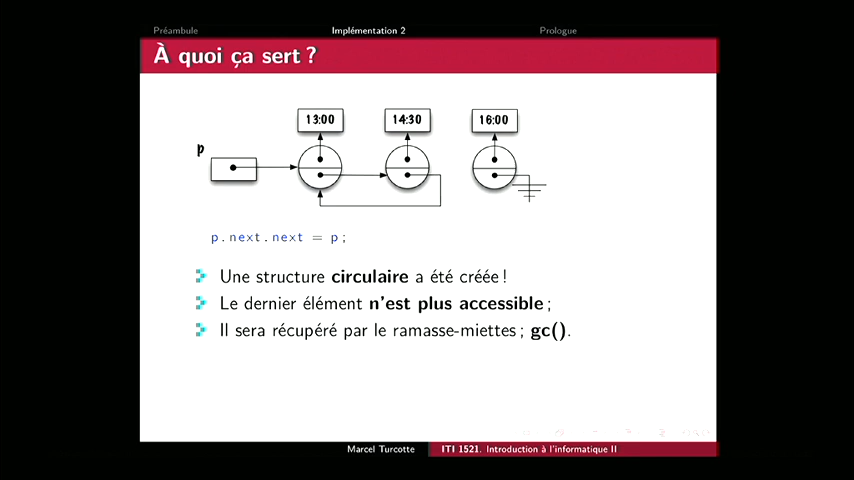 Préambule Implémentation 2 Prologue
À quoi ça sert ?
13:00 14:30 16:00
p
p.next.next = p;
Une structure circulaire a été créée !
Le dernier élément n'est plus accessible ;
Il sera récupéré par le ramasse-miettes ; gc().
Marcel Turcotte ITI 1521. Introduction à l'informatique II